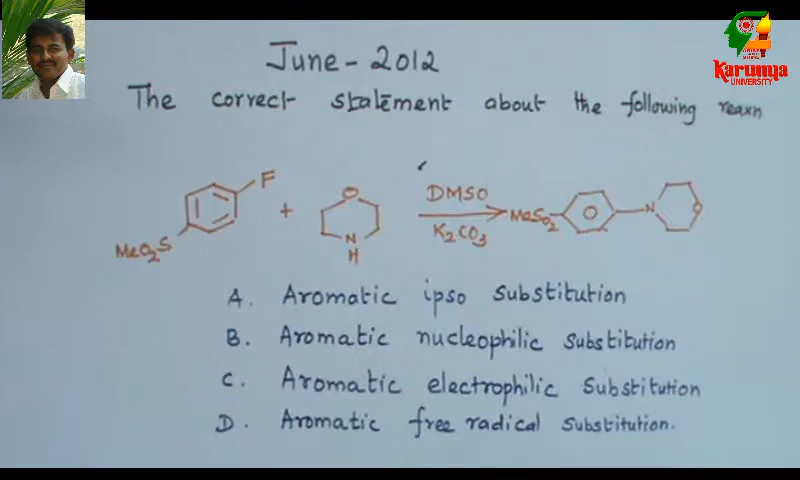 June - 2012
Karunya
UNIVERSITY
The correct statement about the following reaxn
F
MeO2S
+
O
N
H
DMSO
K2CO3
MeSO2
N
O
A. Aromatic ipso substitution
B. Aromatic nucleophilic substitution
C. Aromatic electrophilic substitution
D. Aromatic free radical substitution.